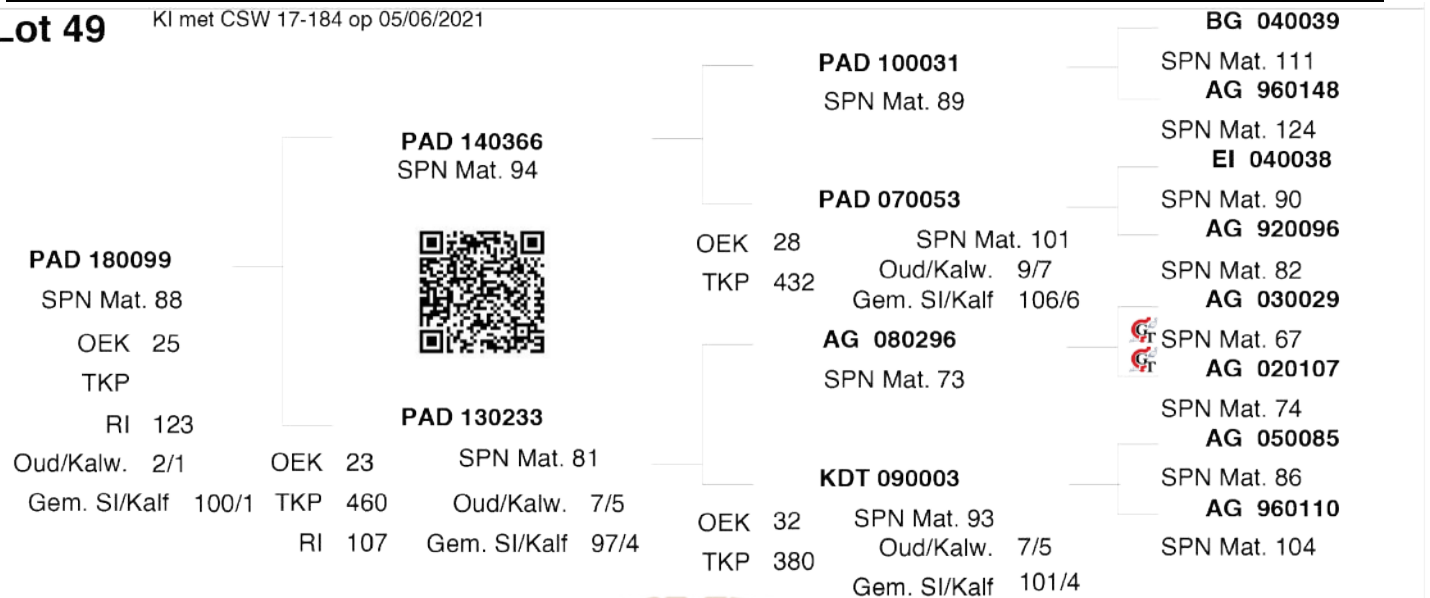 Lot 49 KI met CSW 17-184 op 05/06/2021
PAD 180099
SPN Mat. 88
OEK 25
TKP
RI 123
Oud/Kalw. 2/1
Gem. SI/Kalf 100/1
PAD 140366
SPN Mat. 94
PAD 130233
SPN Mat. 81
OEK 23
TKP 460
Oud/Kalw. 7/5
RI 107
Gem. SI/Kalf 97/4
PAD 100031
SPN Mat. 89
PAD 070053
OEK 28
SPN Mat. 101
Oud/Kalw. 9/7
TKP 432
Gem. SI/Kalf 106/6
AG 080296
SPN Mat. 73
KDT 090003
OEK 32
SPN Mat. 93
Oud/Kalw. 7/5
TKP 380
Gem. SI/Kalf 101/4
BG 040039
SPN Mat. 111
AG 960148
SPN Mat. 124
EI 040038
SPN Mat. 90
AG 920096
SPN Mat. 82
AG 030029
GT SPN Mat. 67
GT AG 020107
SPN Mat. 74
AG 050085
SPN Mat. 86
AG 960110
SPN Mat. 104